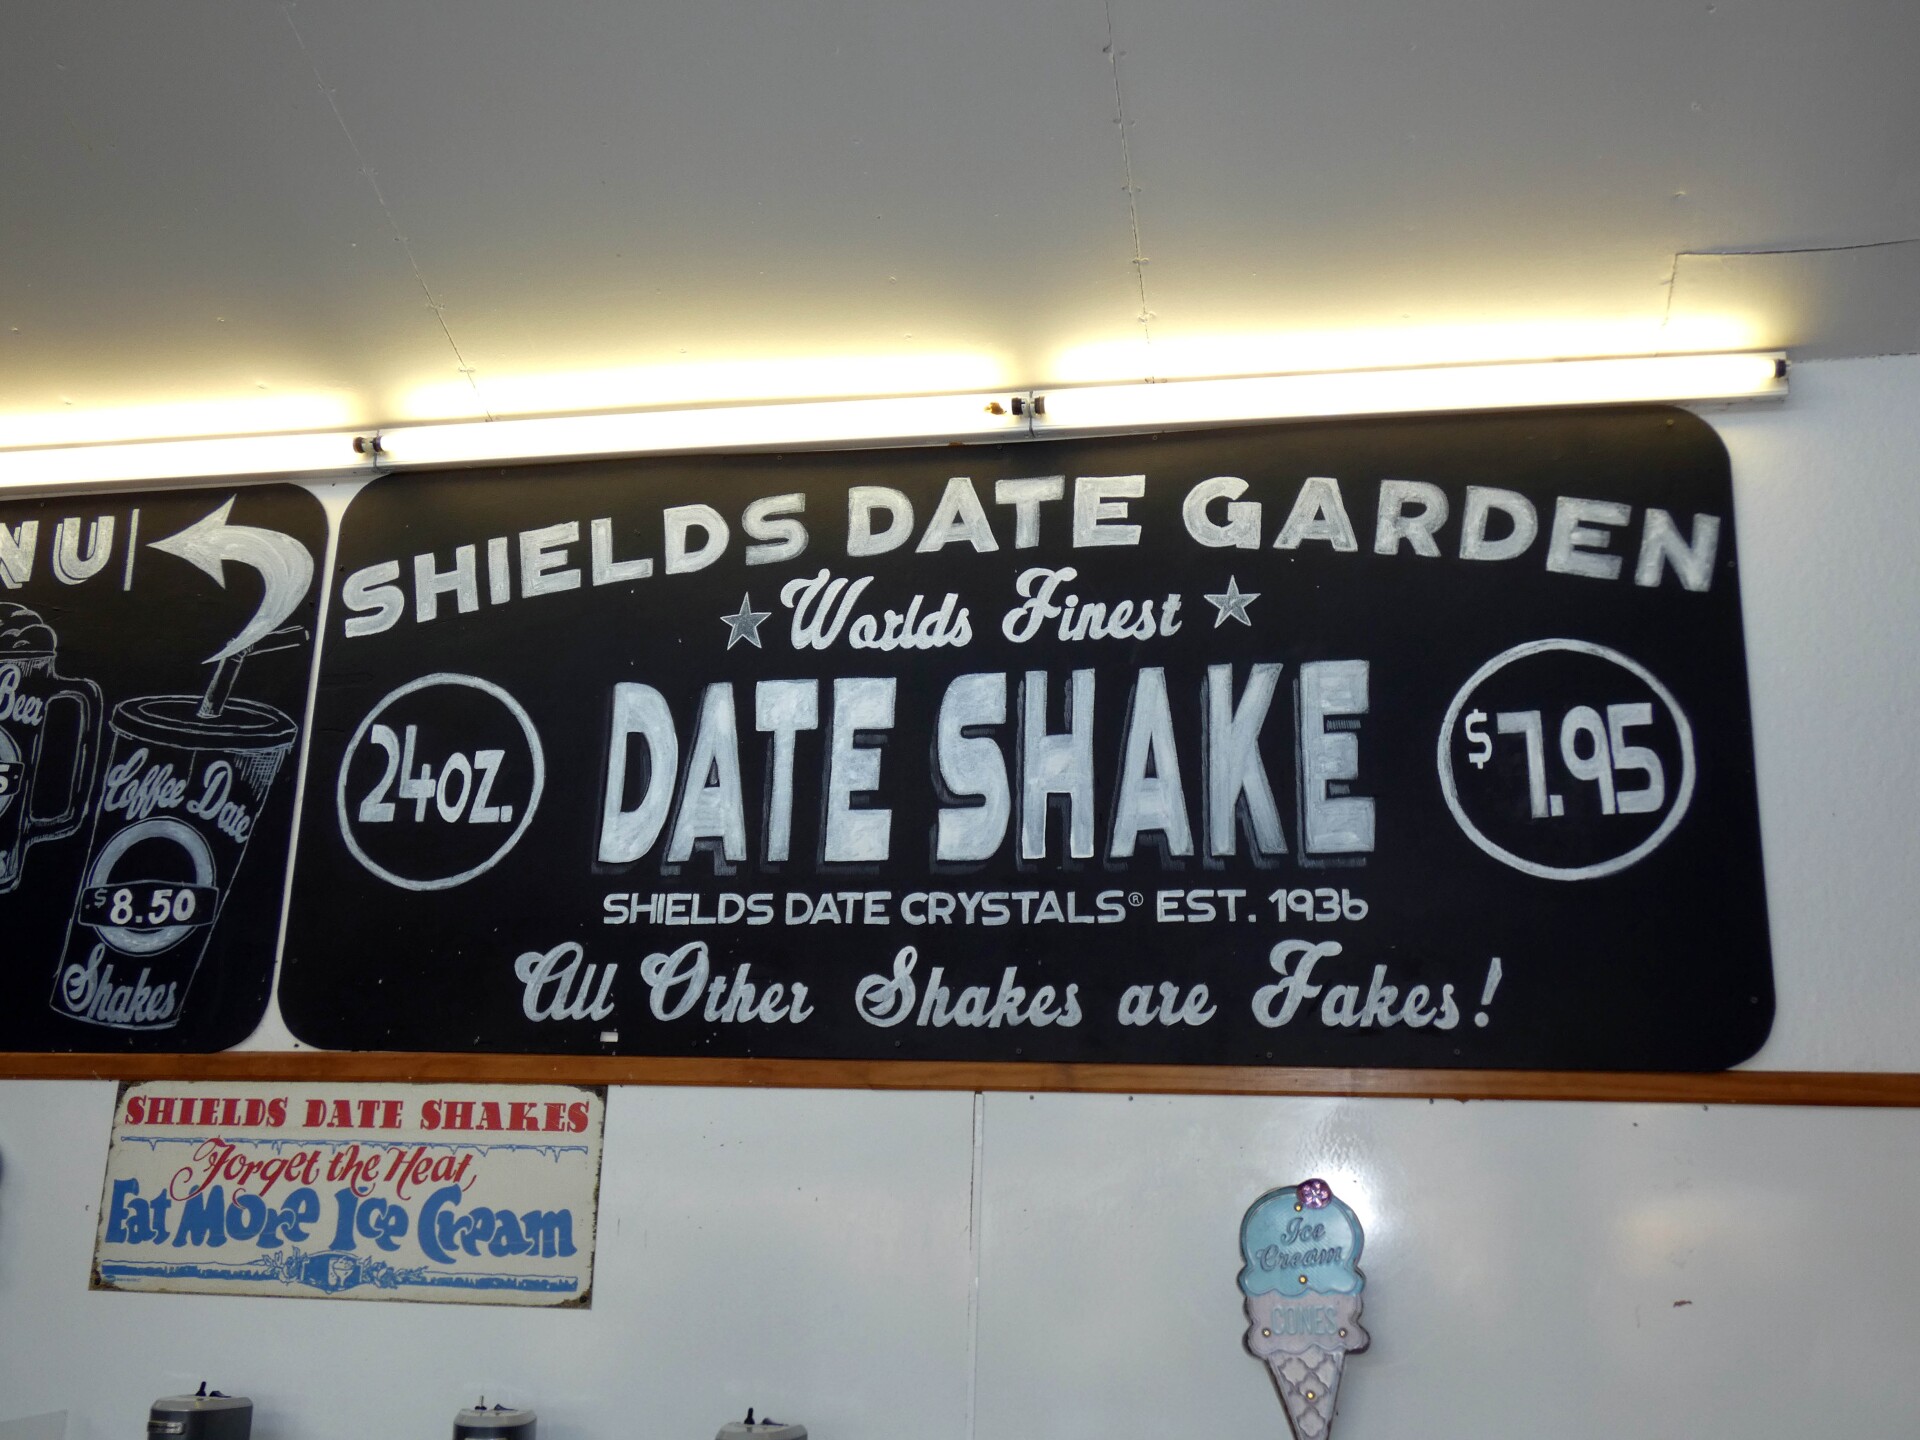 SHIELDS DATE GARDEN
Worlds Finest
DATE SHAKE
24 OZ.
$7.95
SHIELDS DATE CRYSTALS® EST. 1936
All Other Shakes are Fakes!
NU
Beer
Coffee Date
$8.50
Shakes
SHIELDS DATE SHAKES
Forget the Heat,
Eat More Ice Cream
Ice
Cream
CONES